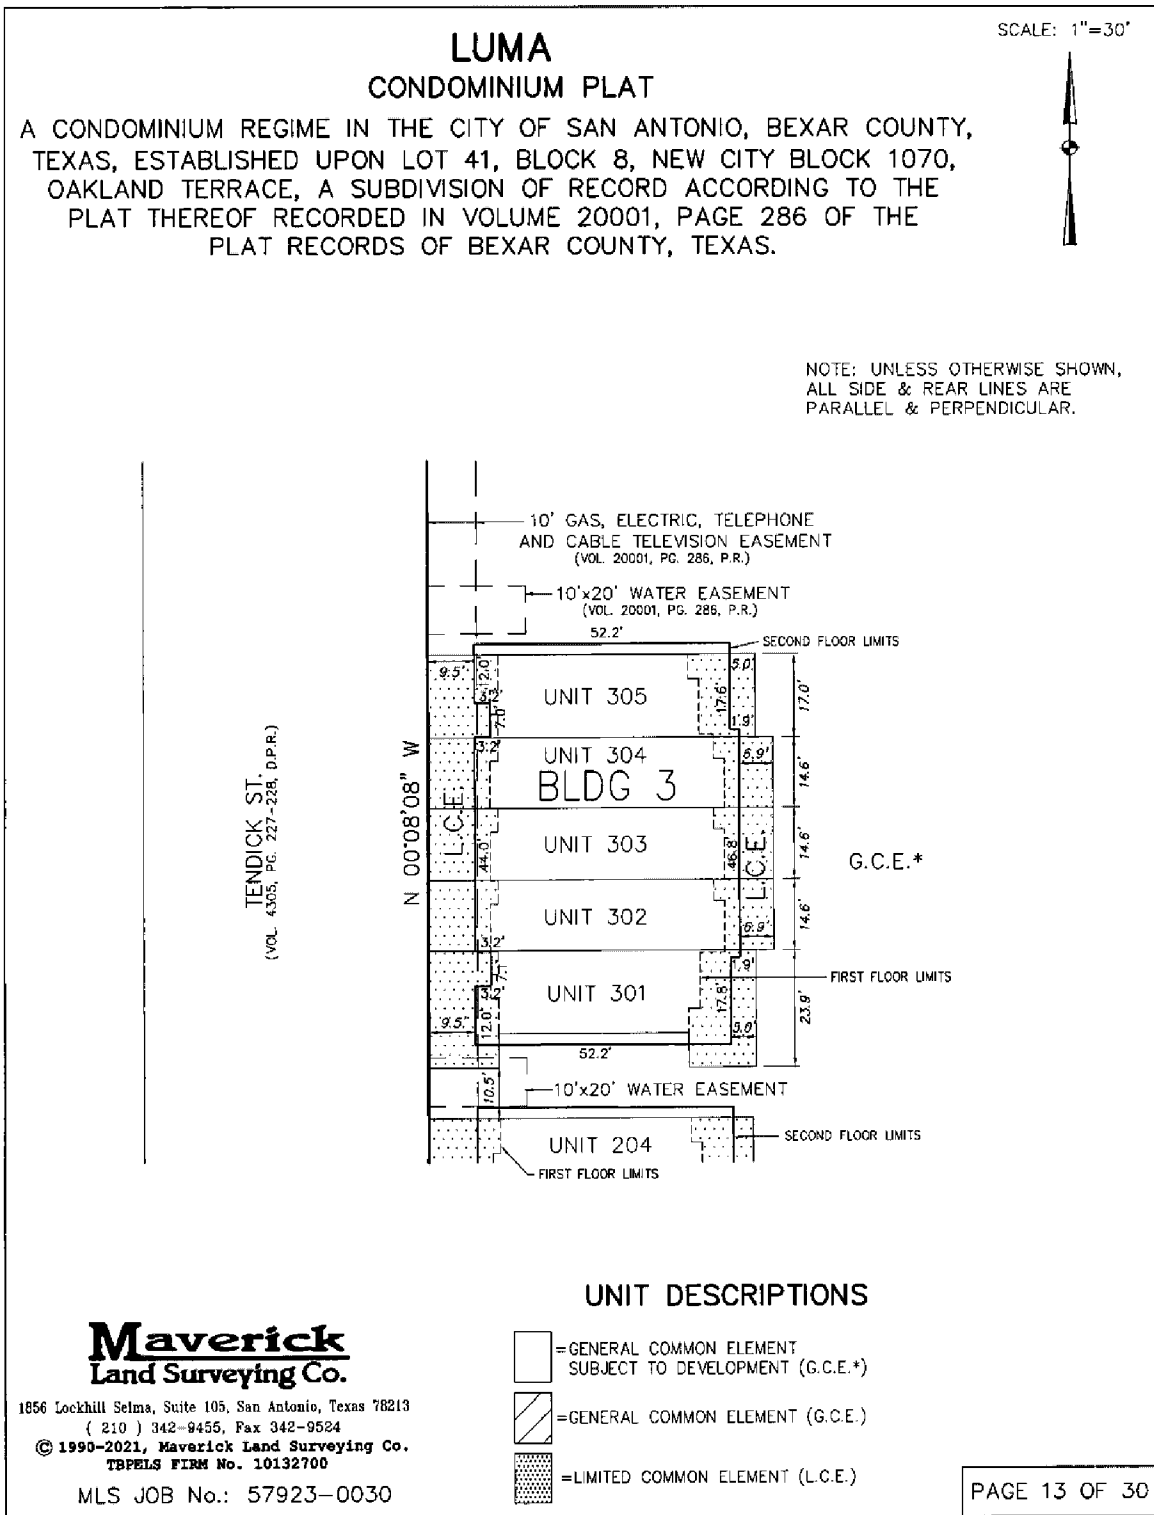 SCALE: 1"=30'
LUMA
CONDOMINIUM PLAT
A CONDOMINIUM REGIME IN THE CITY OF SAN ANTONIO, BEXAR COUNTY,
TEXAS, ESTABLISHED UPON LOT 41, BLOCK 8, NEW CITY BLOCK 1070,
OAKLAND TERRACE, A SUBDIVISION OF RECORD ACCORDING TO THE
PLAT THEREOF RECORDED IN VOLUME 20001, PAGE 286 OF THE
PLAT RECORDS OF BEXAR COUNTY, TEXAS.
NOTE: UNLESS OTHERWISE SHOWN,
ALL SIDE & REAR LINES ARE
PARALLEL & PERPENDICULAR.
10' GAS, ELECTRIC, TELEPHONE
AND CABLE TELEVISION EASEMENT
(VOL. 20001, PG. 286, P.R.)
10'x20' WATER EASEMENT
(VOL. 20001, PG. 286, P.R.)
52.2'
SECOND FLOOR LIMITS
9.5'
12.0'
3.2'
7.0'
UNIT 305
17.6'
5.0'
1.9'
17.0'
3.2'
UNIT 304
BLDG 3
6.9'
14.6'
TENDICK ST.
(VOL. 4305, PG. 227-228, D.P.R.)
N 00°08'08" W
L.C.E.
44.0'
UNIT 303
46.8'
L.C.E.
14.6'
G.C.E.*
UNIT 302
3.2'
6.9'
14.6'
7.1'
3.2'
UNIT 301
1.9'
17.8'
FIRST FLOOR LIMITS
23.9'
9.5'
12.0'
5.0'
52.2'
10.5'
10'x20' WATER EASEMENT
UNIT 204
SECOND FLOOR LIMITS
FIRST FLOOR LIMITS
UNIT DESCRIPTIONS
=GENERAL COMMON ELEMENT
SUBJECT TO DEVELOPMENT (G.C.E.*)
=GENERAL COMMON ELEMENT (G.C.E.)
=LIMITED COMMON ELEMENT (L.C.E.)
Maverick
Land Surveying Co.
1856 Lockhill Selma, Suite 105, San Antonio, Texas 78213
( 210 ) 342-9455, Fax 342-9524
© 1990-2021, Maverick Land Surveying Co.
TBPELS FIRM No. 10132700
MLS JOB No.: 57923-0030
PAGE 13 OF 30